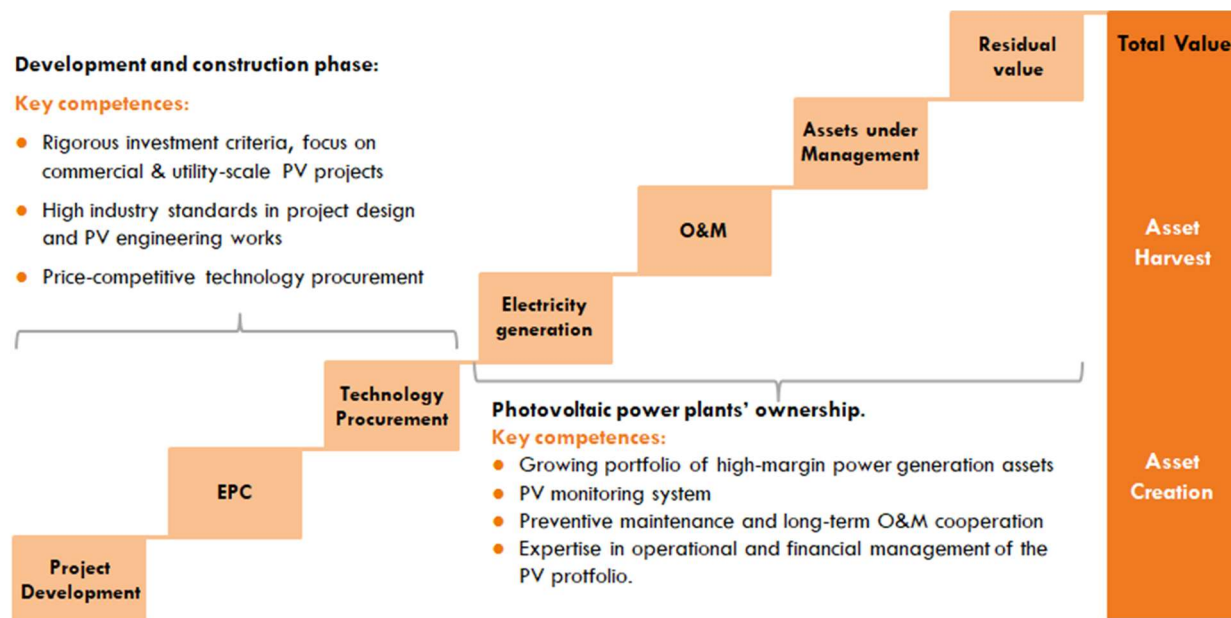 Development and construction phase:
Key competences:
● Rigorous investment criteria, focus on
commercial & utility-scale PV projects
● High industry standards in project design
and PV engineering works
● Price-competitive technology procurement
Project
Development
EPC
Technology
Procurement
Electricity
generation
O&M
Assets under
Management
Residual
value
Photovoltaic power plants’ ownership.
Key competences:
● Growing portfolio of high-margin power generation assets
● PV monitoring system
● Preventive maintenance and long-term O&M cooperation
● Expertise in operational and financial management of the
PV protfolio.
Total Value
Asset
Harvest
Asset
Creation